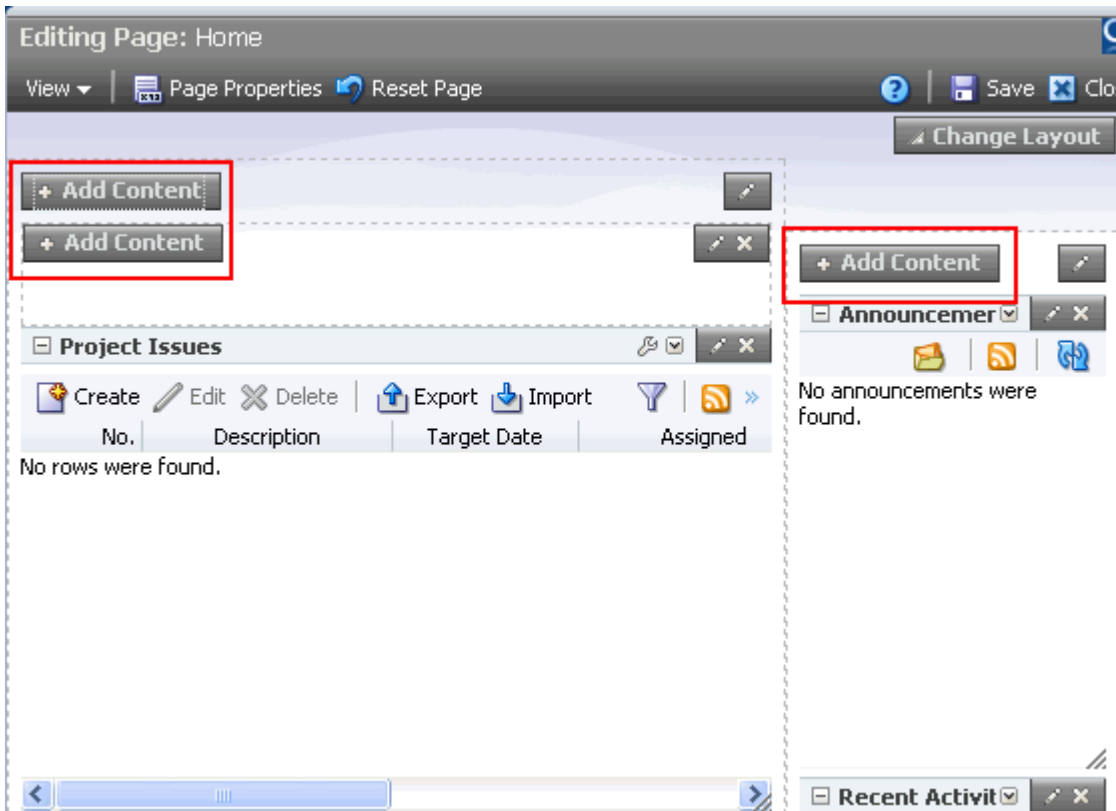 Editing Page: Home
View Page Properties Reset Page Save Clo
Change Layout
+ Add Content
+ Add Content
Project Issues
Create Edit Delete Export Import
No. Description Target Date Assigned
No rows were found.
+ Add Content
Announcemer
No announcements were
found.
Recent Activit